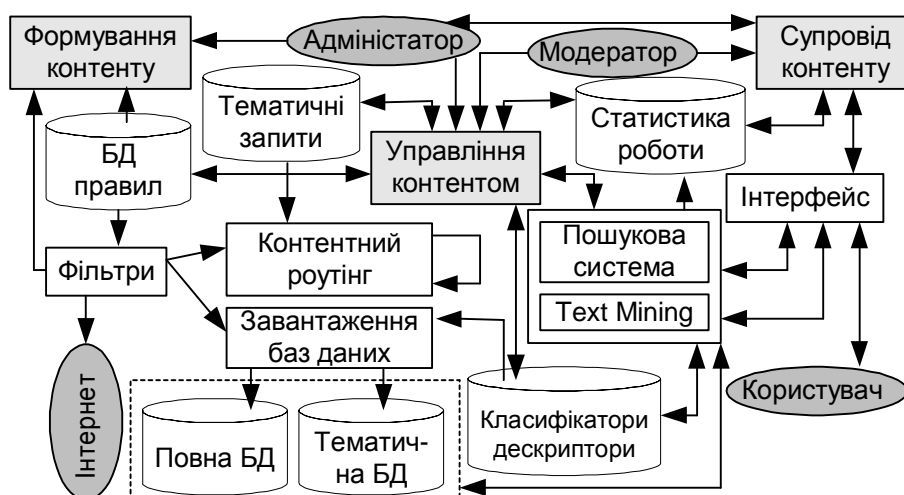 Формування
контенту
Адміністатор
Модератор
Супровід
контенту
Тематичні
запити
Статистика
роботи
БД
правил
Управління
контентом
Інтерфейс
Контентний
роутінг
Пошукова
система
Фільтри
Text Mining
Завантаження
баз даних
Інтернет
Користувач
Класифікатори
дескриптори
Повна БД
Тематич-
на БД